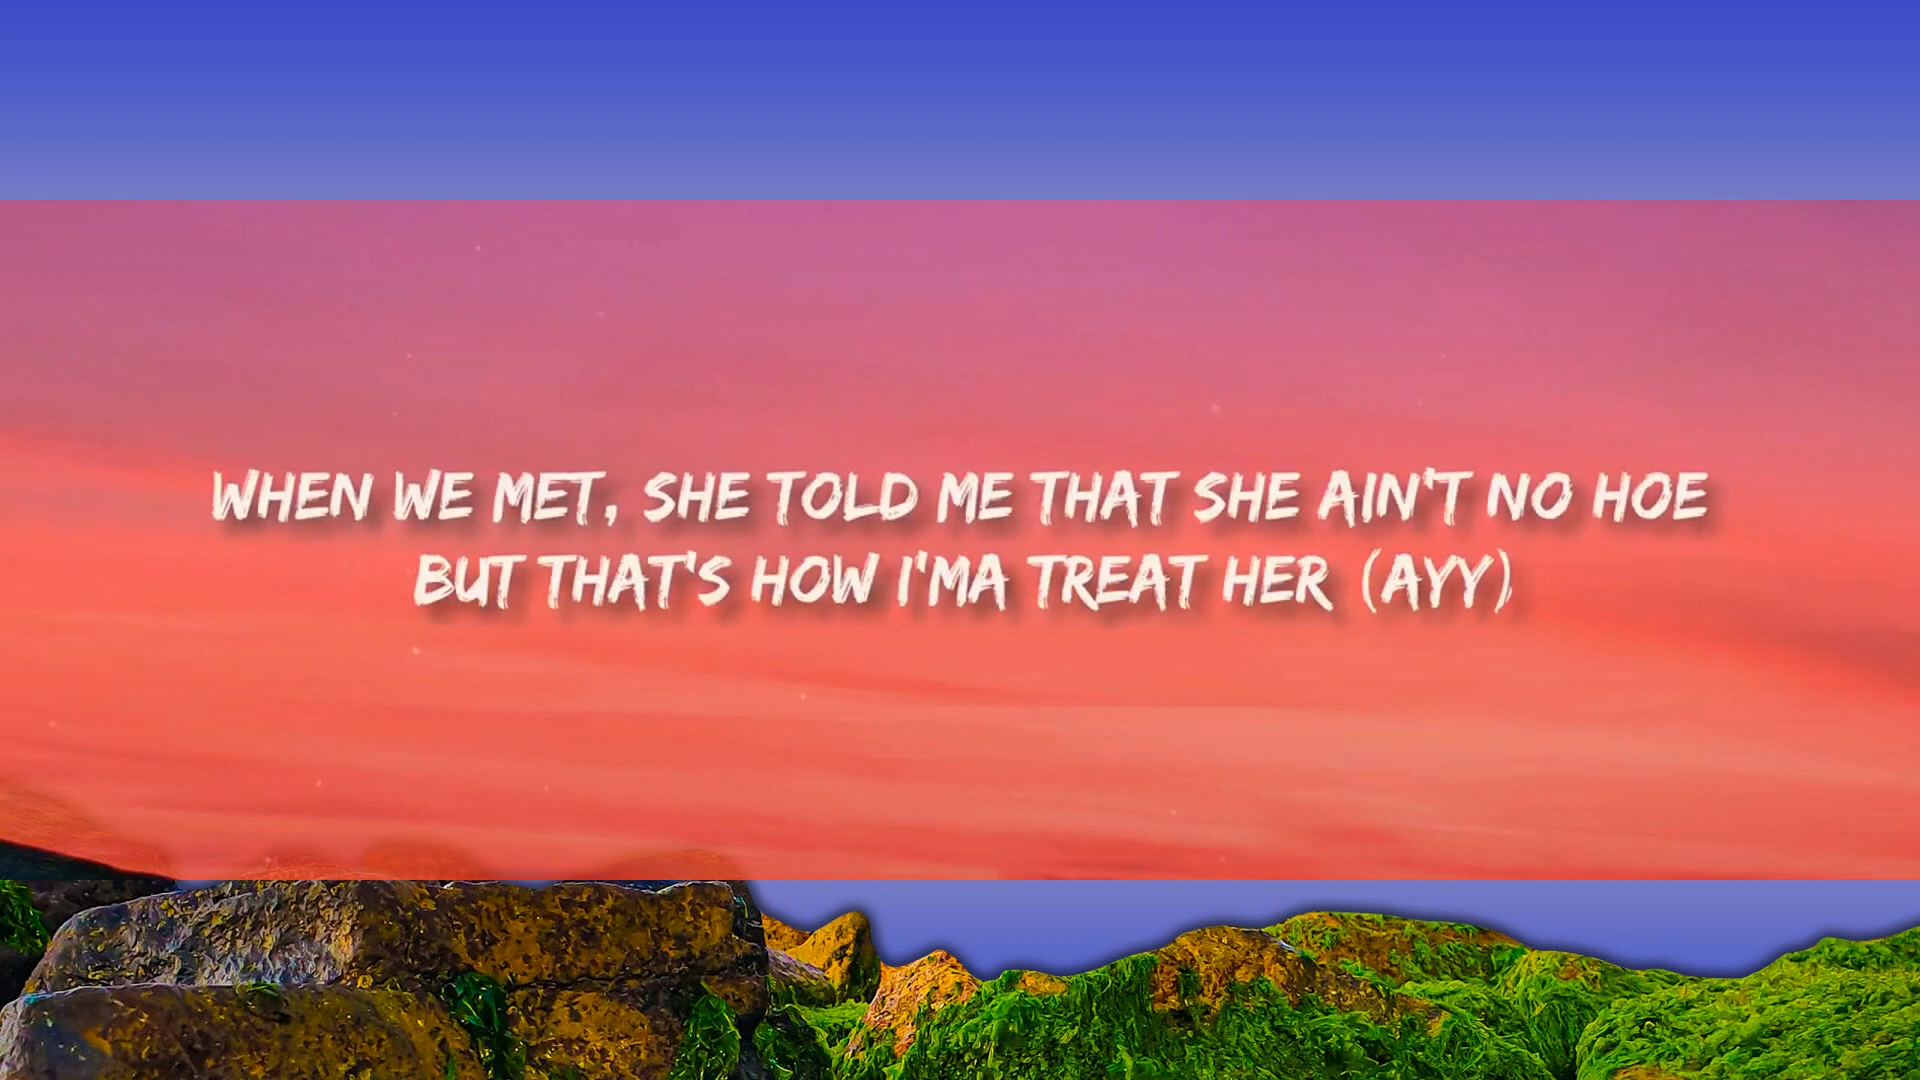 WHEN WE MET, SHE TOLD ME THAT SHE AIN'T NO HOE
BUT THAT'S HOW I'MA TREAT HER (AYY)